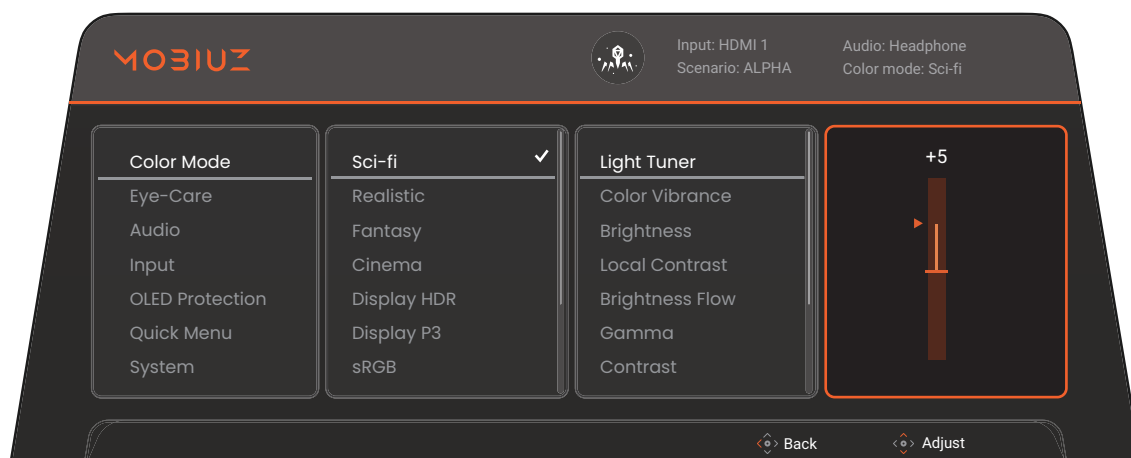 MOBIUZ
Input: HDMI 1
Scenario: ALPHA
Audio: Headphone
Color mode: Sci-fi
Color Mode
Eye-Care
Audio
Input
OLED Protection
Quick Menu
System
Sci-fi
Realistic
Fantasy
Cinema
Display HDR
Display P3
sRGB
Light Tuner
Color Vibrance
Brightness
Local Contrast
Brightness Flow
Gamma
Contrast
+5
Back
Adjust